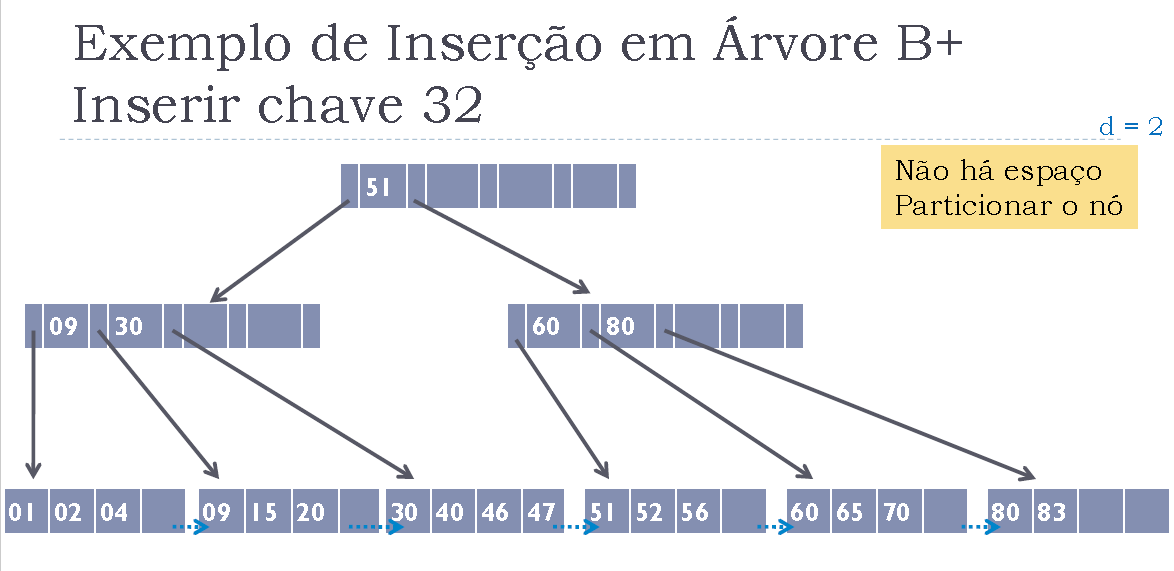 Exemplo de Inserção em Árvore B+
Inserir chave 32
d = 2
Não há espaço
Particionar o nó
51
09 30
60 80
01 02 04
09 15 20
30 40 46 47
51 52 56
60 65 70
80 83